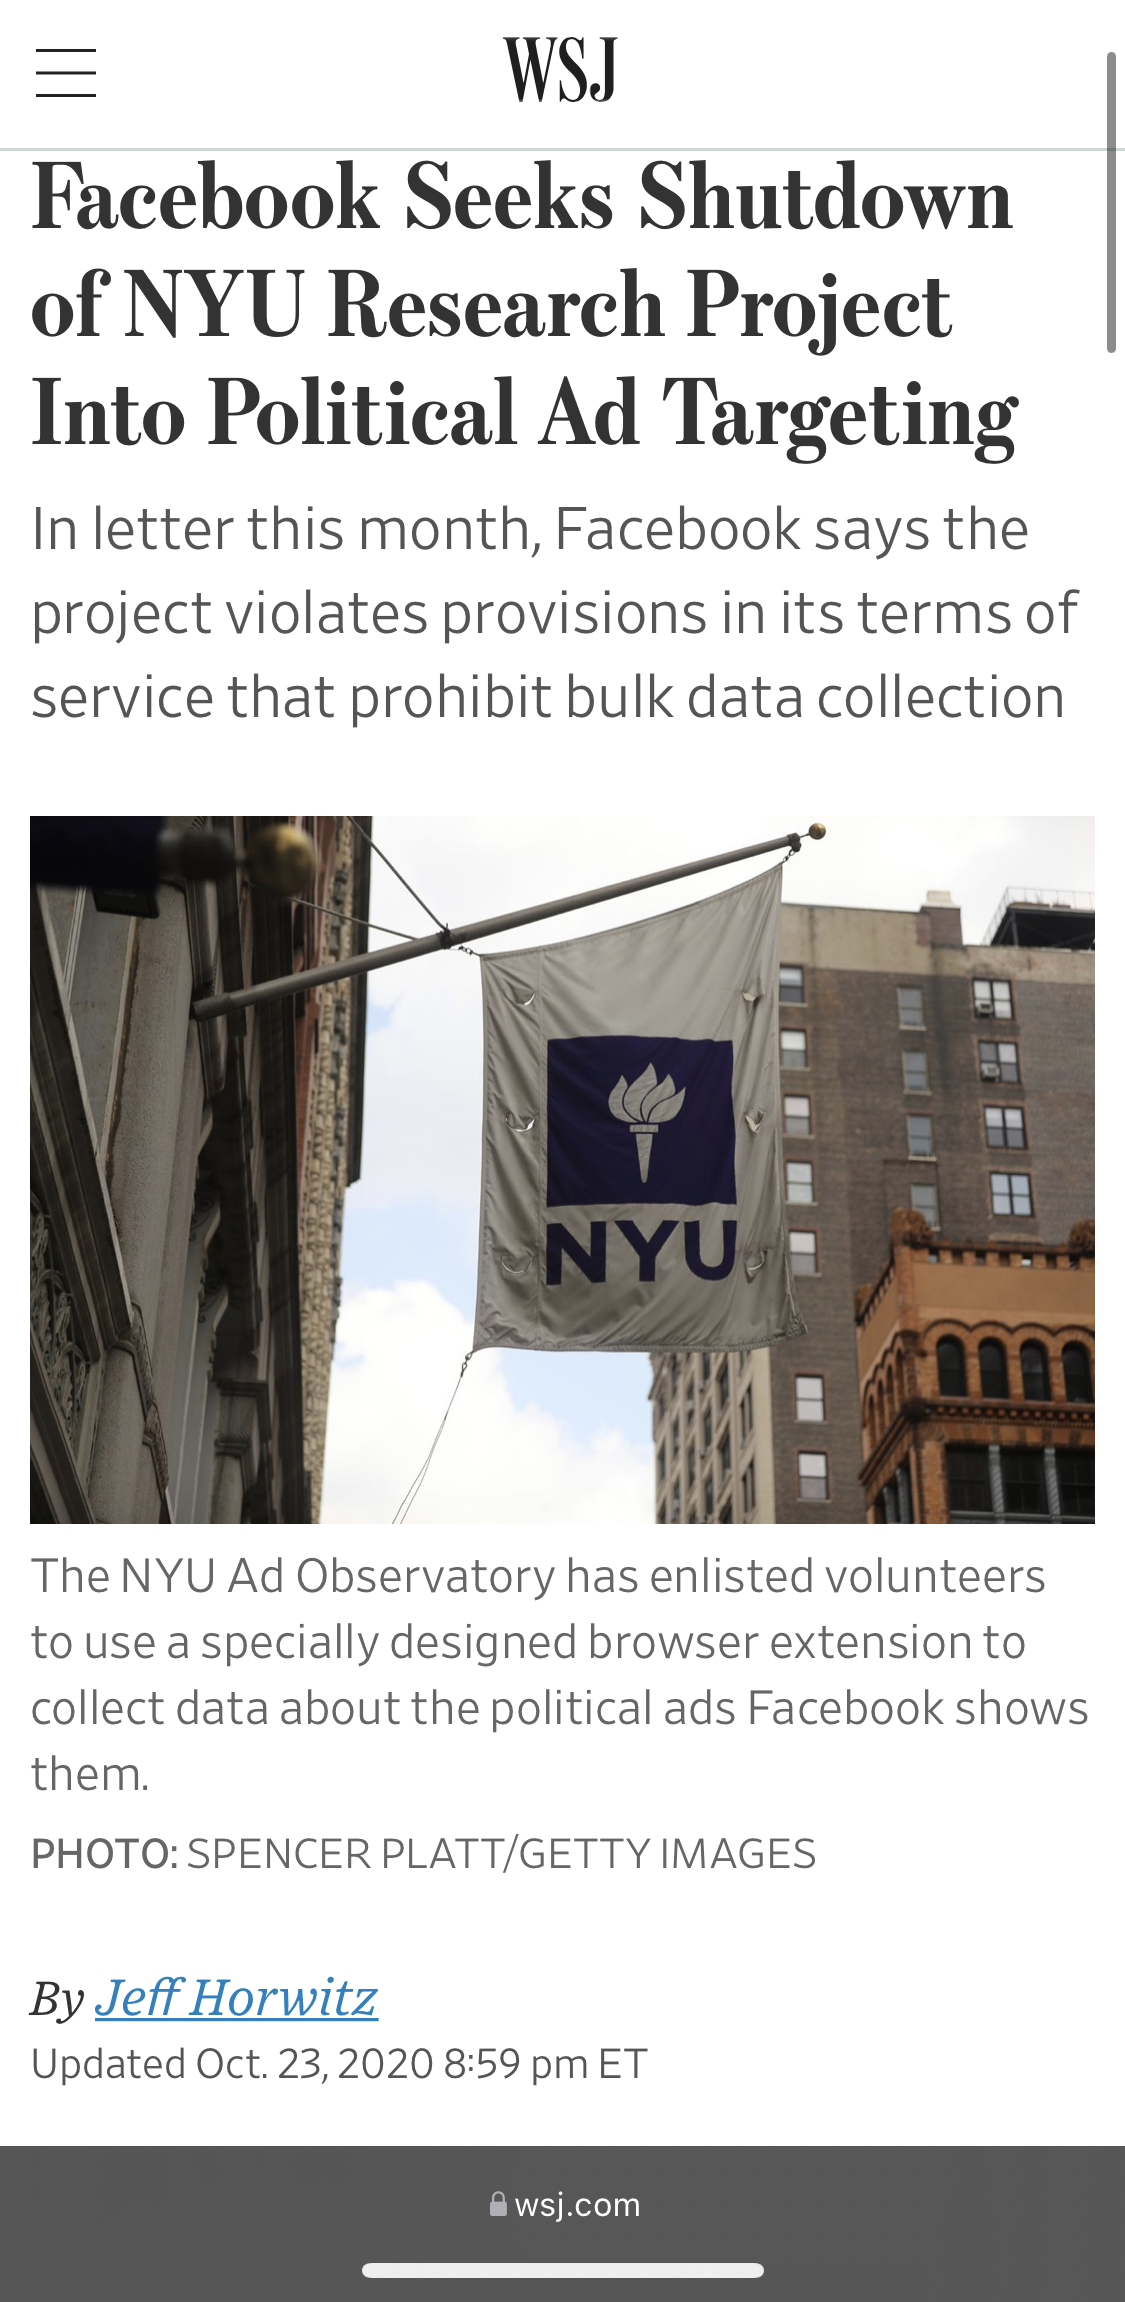 WSJ
Facebook Seeks Shutdown
of NYU Research Project
Into Political Ad Targeting
In letter this month, Facebook says the
project violates provisions in its terms of
service that prohibit bulk data collection
NYU
The NYU Ad Observatory has enlisted volunteers
to use a specially designed browser extension to
collect data about the political ads Facebook shows
them.
PHOTO: SPENCER PLATT/GETTY IMAGES
By Jeff Horwitz
Updated Oct. 23, 2020 8:59 pm ET
wsj.com